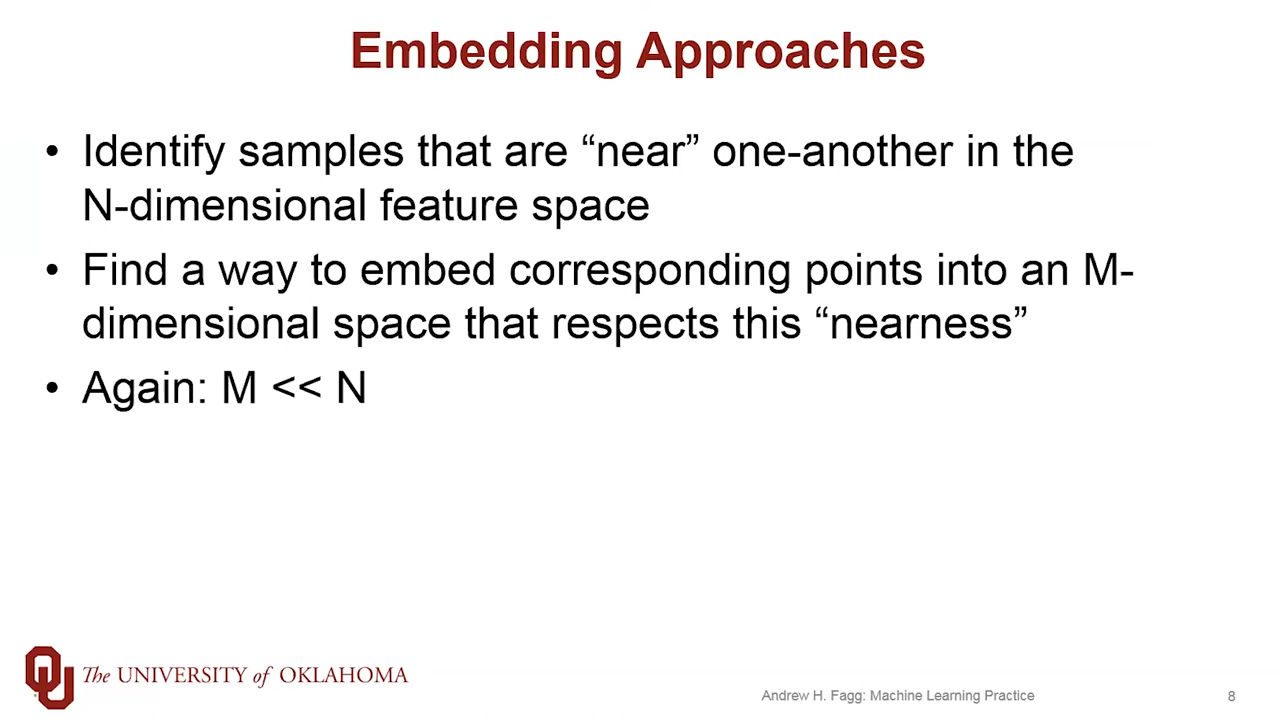 Embedding Approaches
• Identify samples that are “near” one-another in the
N-dimensional feature space
• Find a way to embed corresponding points into an M-
dimensional space that respects this “nearness”
• Again: M << N
The UNIVERSITY of OKLAHOMA
Andrew H. Fagg: Machine Learning Practice
8